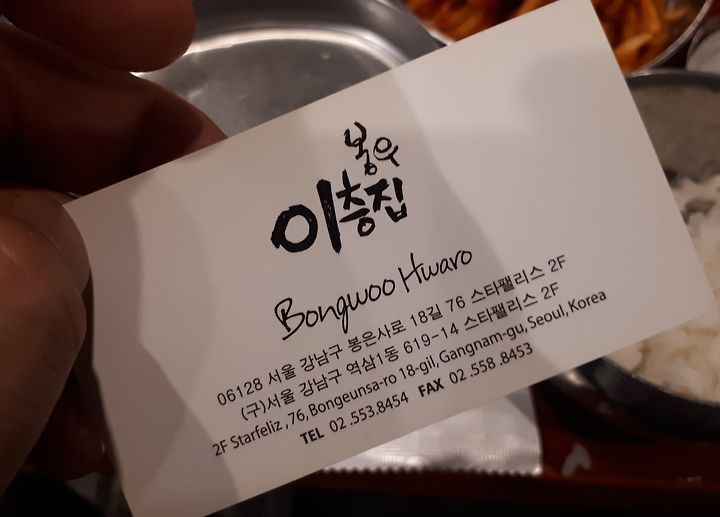 봉우
이층집
Bongwoo Hwaro
06128 서울 강남구 봉은사로 18길 76 스타팰리스 2F
(구)서울 강남구 역삼1동 619-14 스타팰리스 2F
2F Starfeliz ,76, Bongeunsa-ro 18-gil, Gangnam-gu, Seoul, Korea
TEL 02 .553.8454 FAX 02 .558 .8453